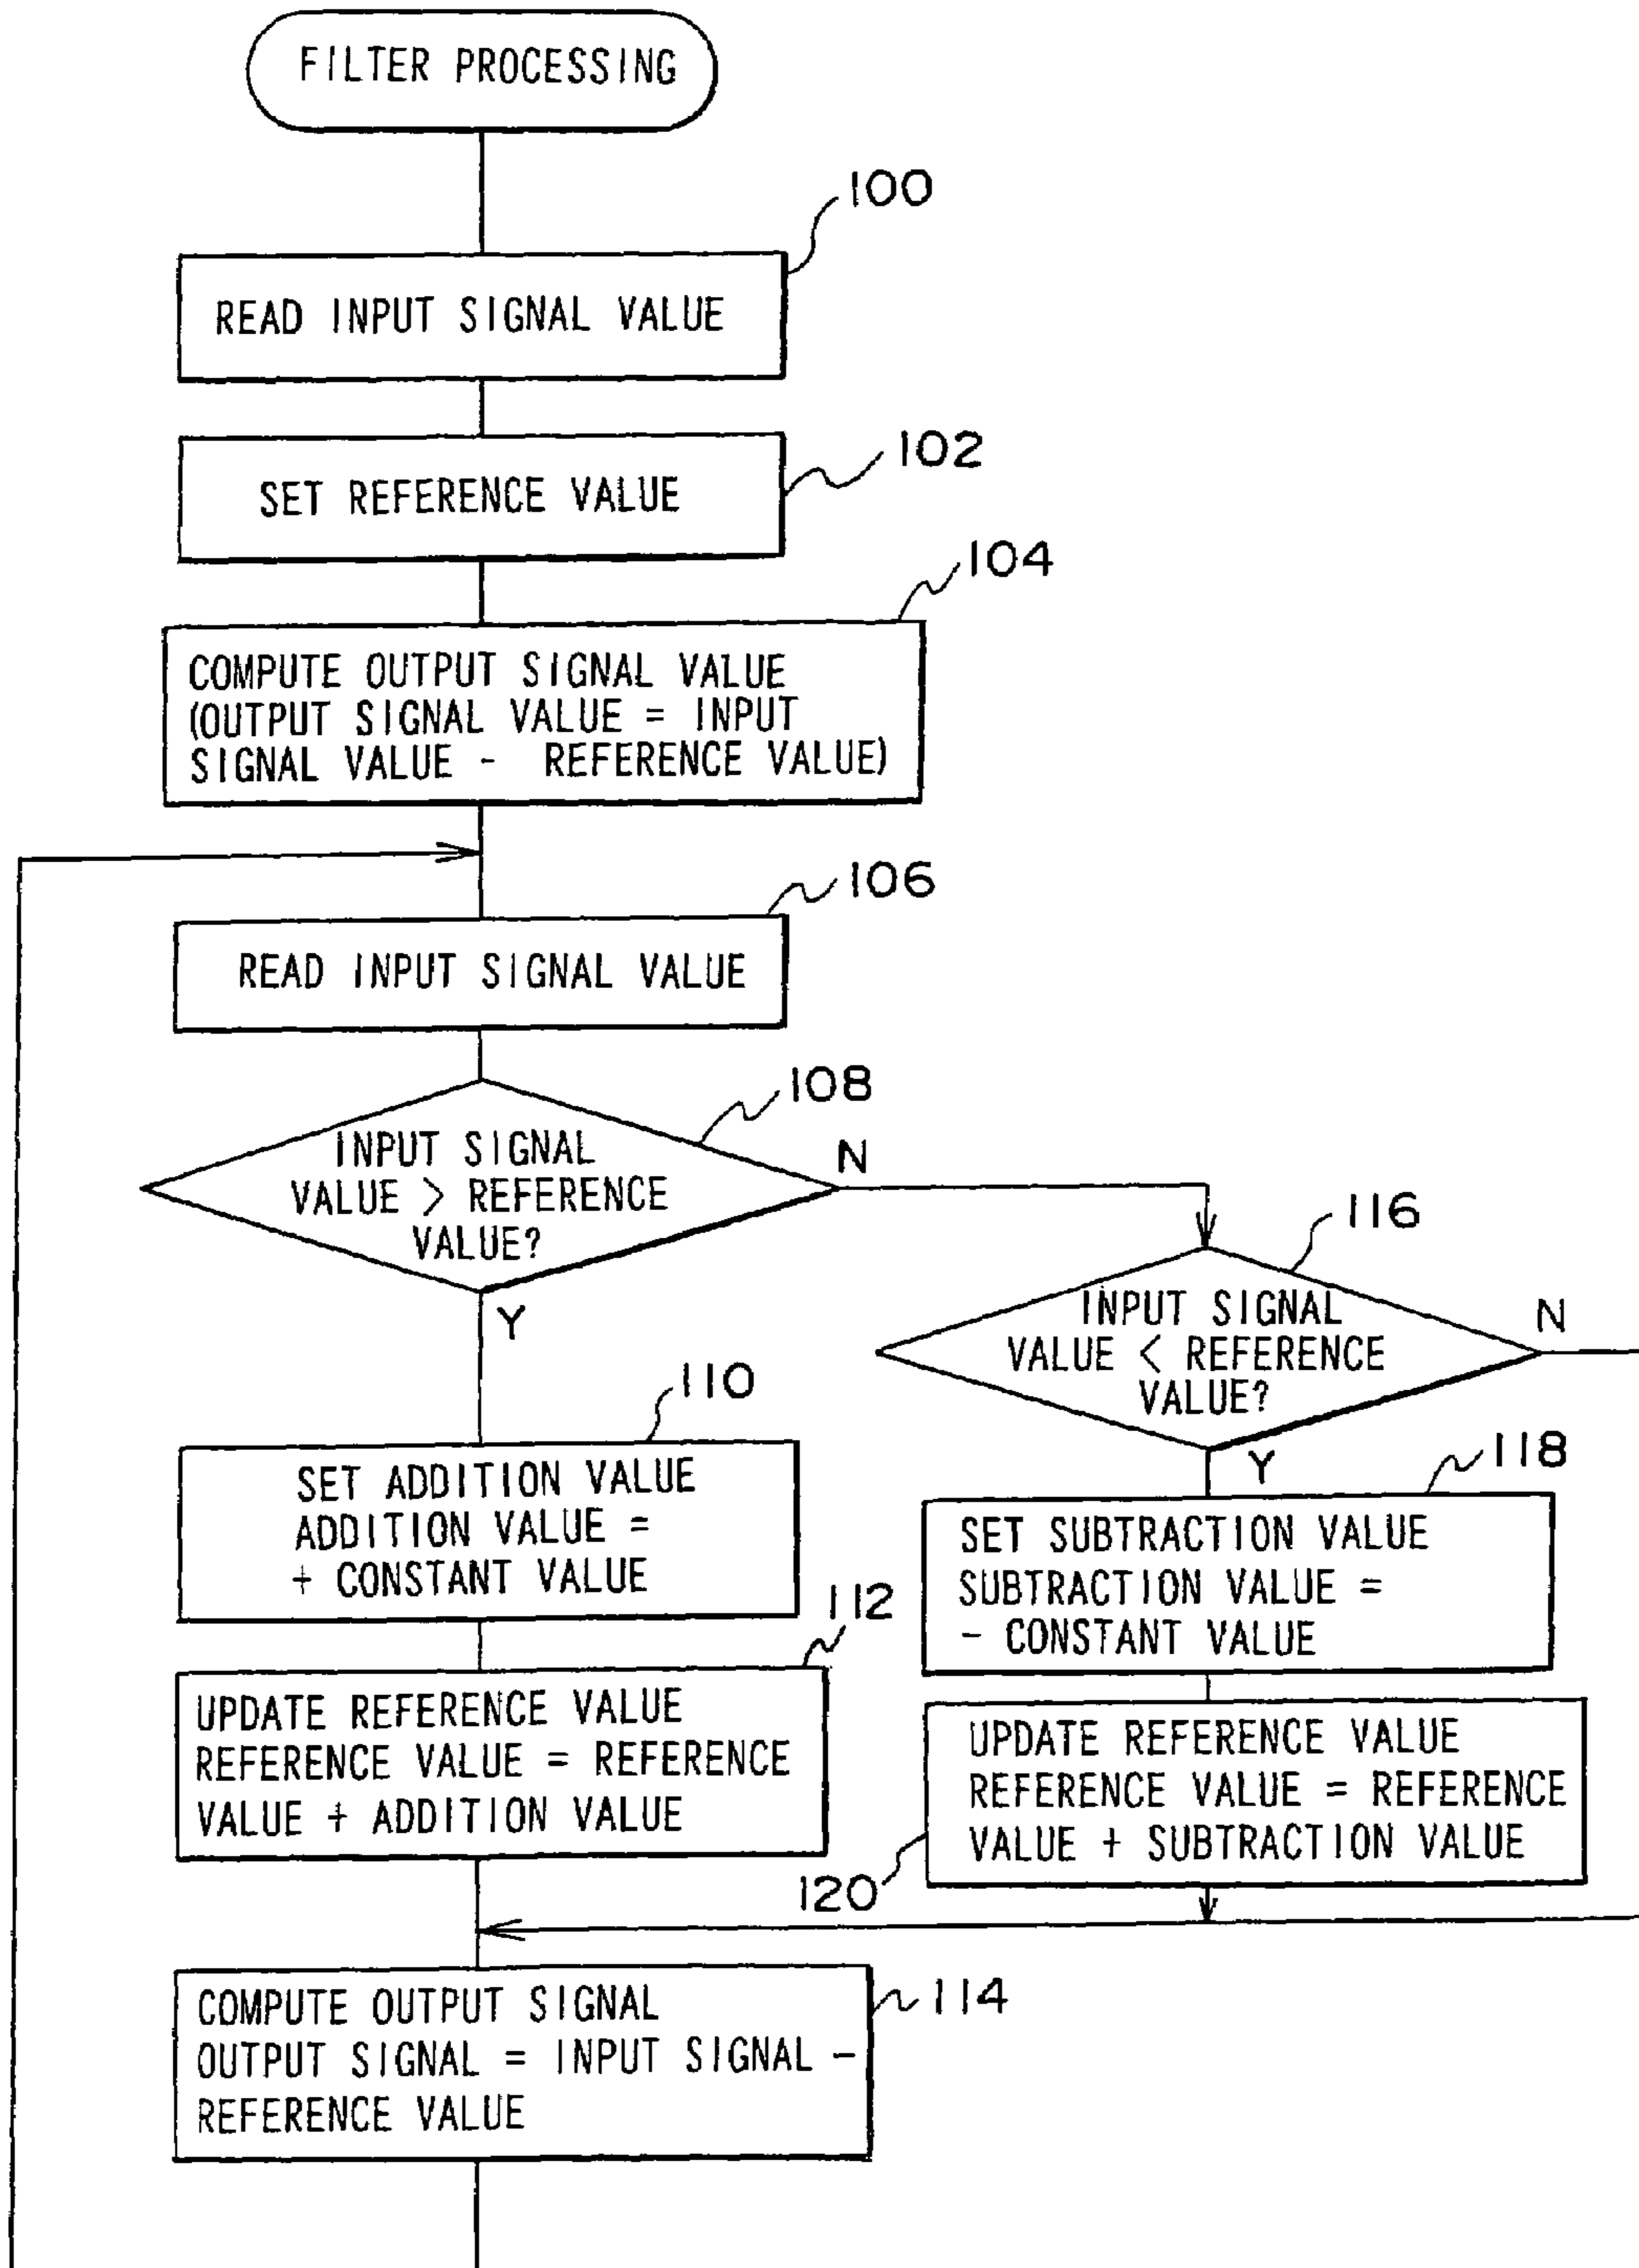 FILTER PROCESSING
100
READ INPUT SIGNAL VALUE
102
SET REFERENCE VALUE
104
COMPUTE OUTPUT SIGNAL VALUE
(OUTPUT SIGNAL VALUE = INPUT
SIGNAL VALUE - REFERENCE VALUE)
106
READ INPUT SIGNAL VALUE
108
INPUT SIGNAL
VALUE > REFERENCE
VALUE?
N
Y
116
INPUT SIGNAL
VALUE < REFERENCE
VALUE?
N
Y
110
SET ADDITION VALUE
ADDITION VALUE =
+ CONSTANT VALUE
118
SET SUBTRACTION VALUE
SUBTRACTION VALUE =
- CONSTANT VALUE
112
UPDATE REFERENCE VALUE
REFERENCE VALUE = REFERENCE
VALUE + ADDITION VALUE
UPDATE REFERENCE VALUE
REFERENCE VALUE = REFERENCE
VALUE + SUBTRACTION VALUE
120
114
COMPUTE OUTPUT SIGNAL
OUTPUT SIGNAL = INPUT SIGNAL -
REFERENCE VALUE